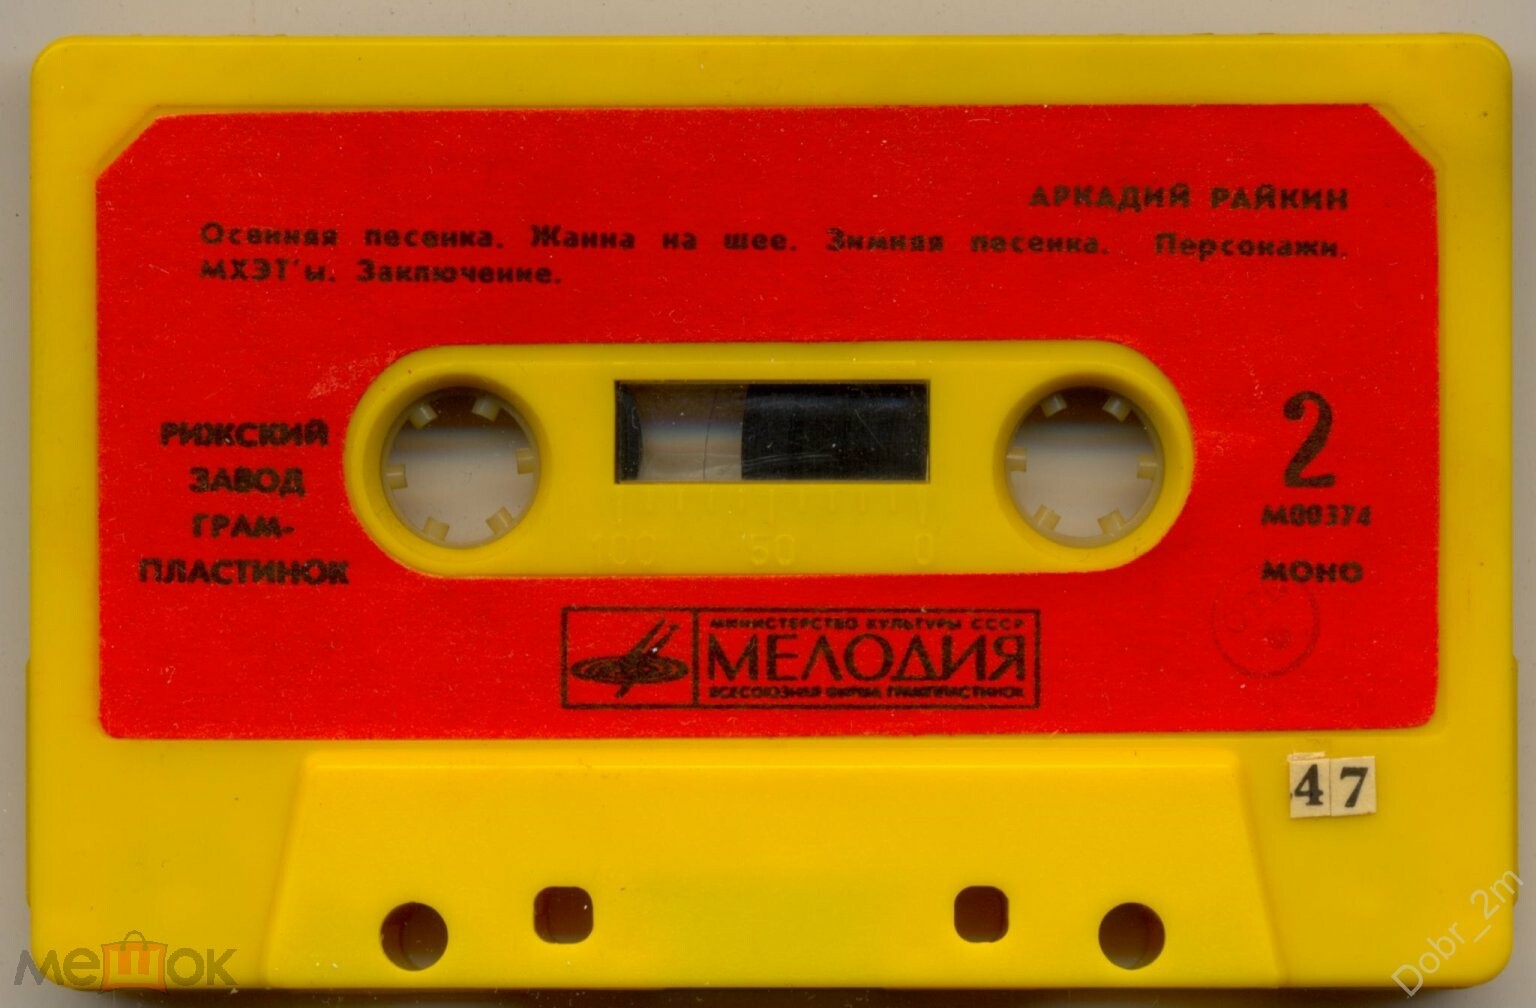 АРКАДИЙ РАЙКИН
Осенняя песенка. Жанна на шее. Зимняя песенка. Персонажи.
МХЭТ'ы. Заключение.
РИЖСКИЙ
ЗАВОД
ГРАМ-
ПЛАСТИНОК
2
М00374
МОНО
100 50 0
МИНИСТЕРСТВО КУЛЬТУРЫ СССР
МЕЛОДИЯ
ВСЕСОЮЗНАЯ ФИРМА ГРАМПЛАСТИНОК
47
мешок
Dobr_2m